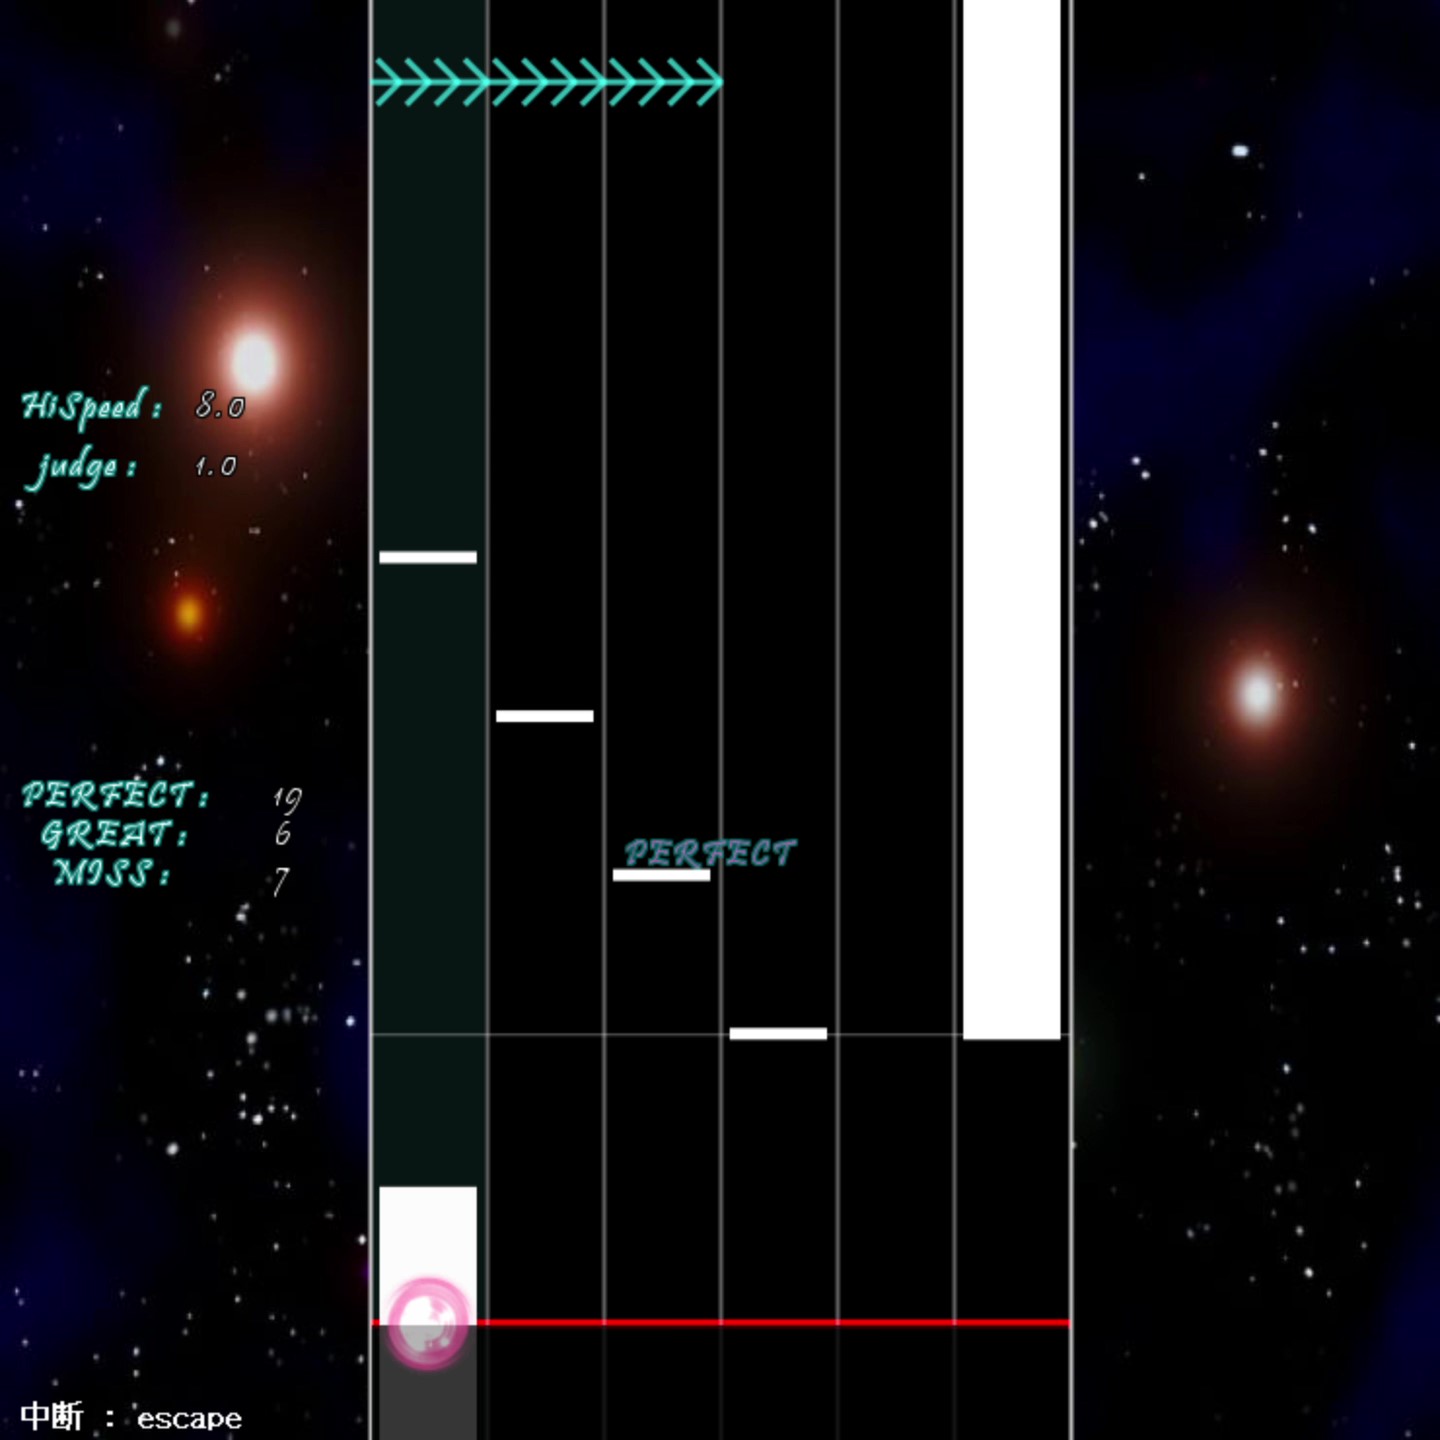 HiSpeed : 8.0
judge : 1.0
PERFECT : 19
GREAT : 6
MISS : 7
PERFECT
中断 : escape